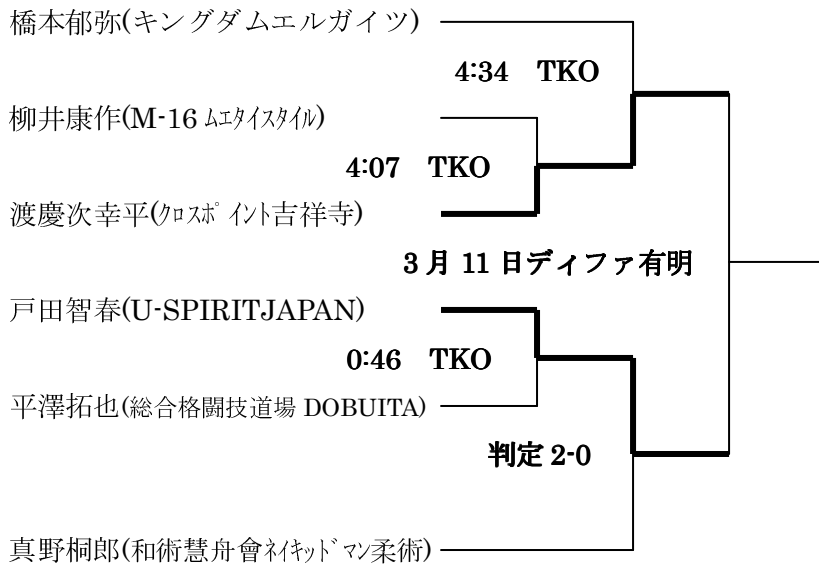 橋本郁弥(キングダムエルガイツ)
4:34 TKO
柳井康作(M-16 ﾑｴﾀｲｽﾀｲﾙ)
4:07 TKO
渡慶次幸平(ｸﾛｽﾎﾟｲﾝﾄ吉祥寺)
3月11日ディファ有明
戸田智春(U-SPIRITJAPAN)
0:46 TKO
平澤拓也(総合格闘技道場 DOBUITA)
判定 2-0
真野桐郎(和術慧舟會ﾈｲｷｯﾄﾞﾏﾝ柔術)